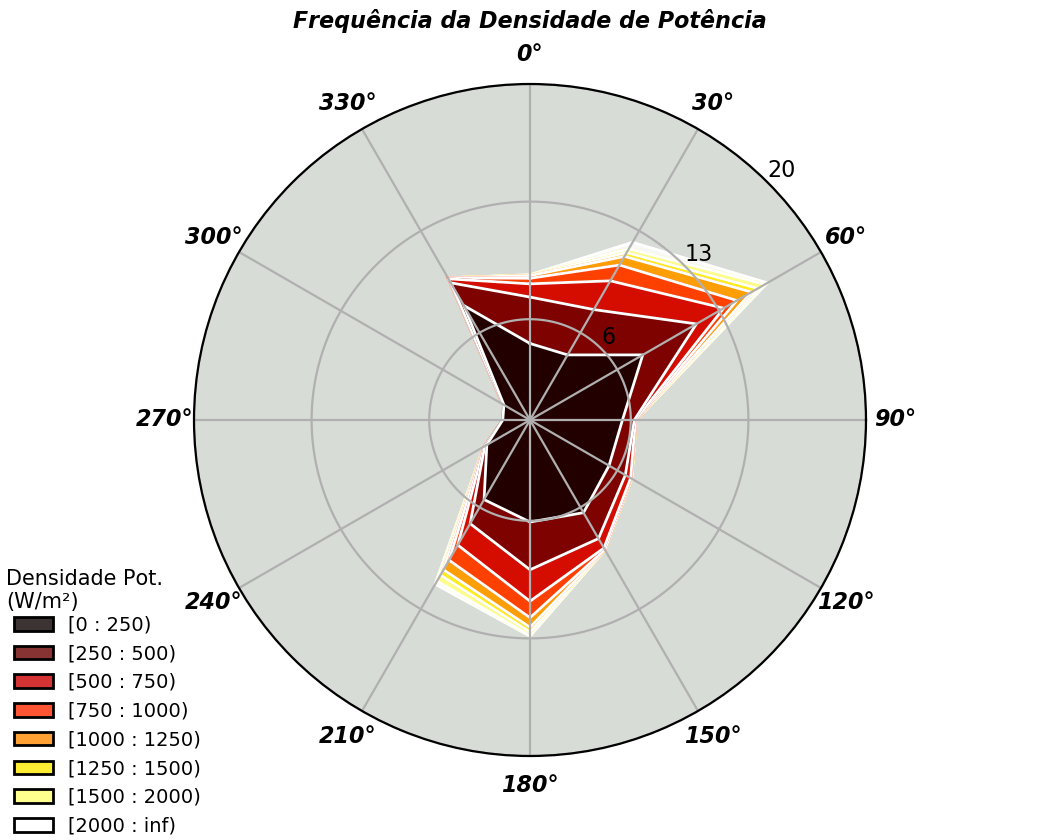 Frequência da Densidade de Potência
0°
330°
30°
20
300°
60°
13
6
270°
90°
240°
120°
210°
150°
180°
Densidade Pot.
(W/m²)
[0 : 250)
[250 : 500)
[500 : 750)
[750 : 1000)
[1000 : 1250)
[1250 : 1500)
[1500 : 2000)
[2000 : inf)